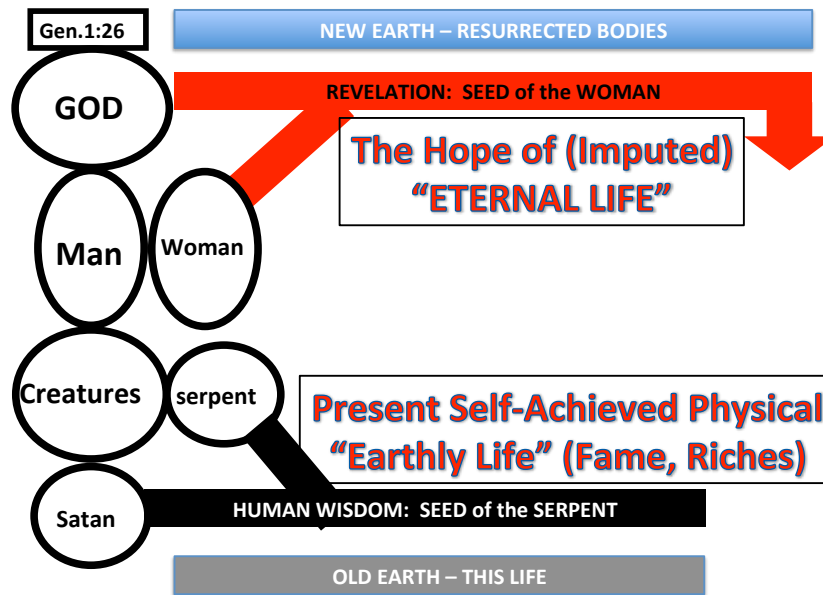 Gen.1:26
NEW EARTH – RESURRECTED BODIES
GOD
REVELATION:  SEED of the WOMAN
The Hope of (Imputed)
“ETERNAL LIFE”
Man
Woman
Creatures
serpent
Present Self-Achieved Physical
“Earthly Life” (Fame, Riches)
Satan
HUMAN WISDOM:  SEED of the SERPENT
OLD EARTH – THIS LIFE